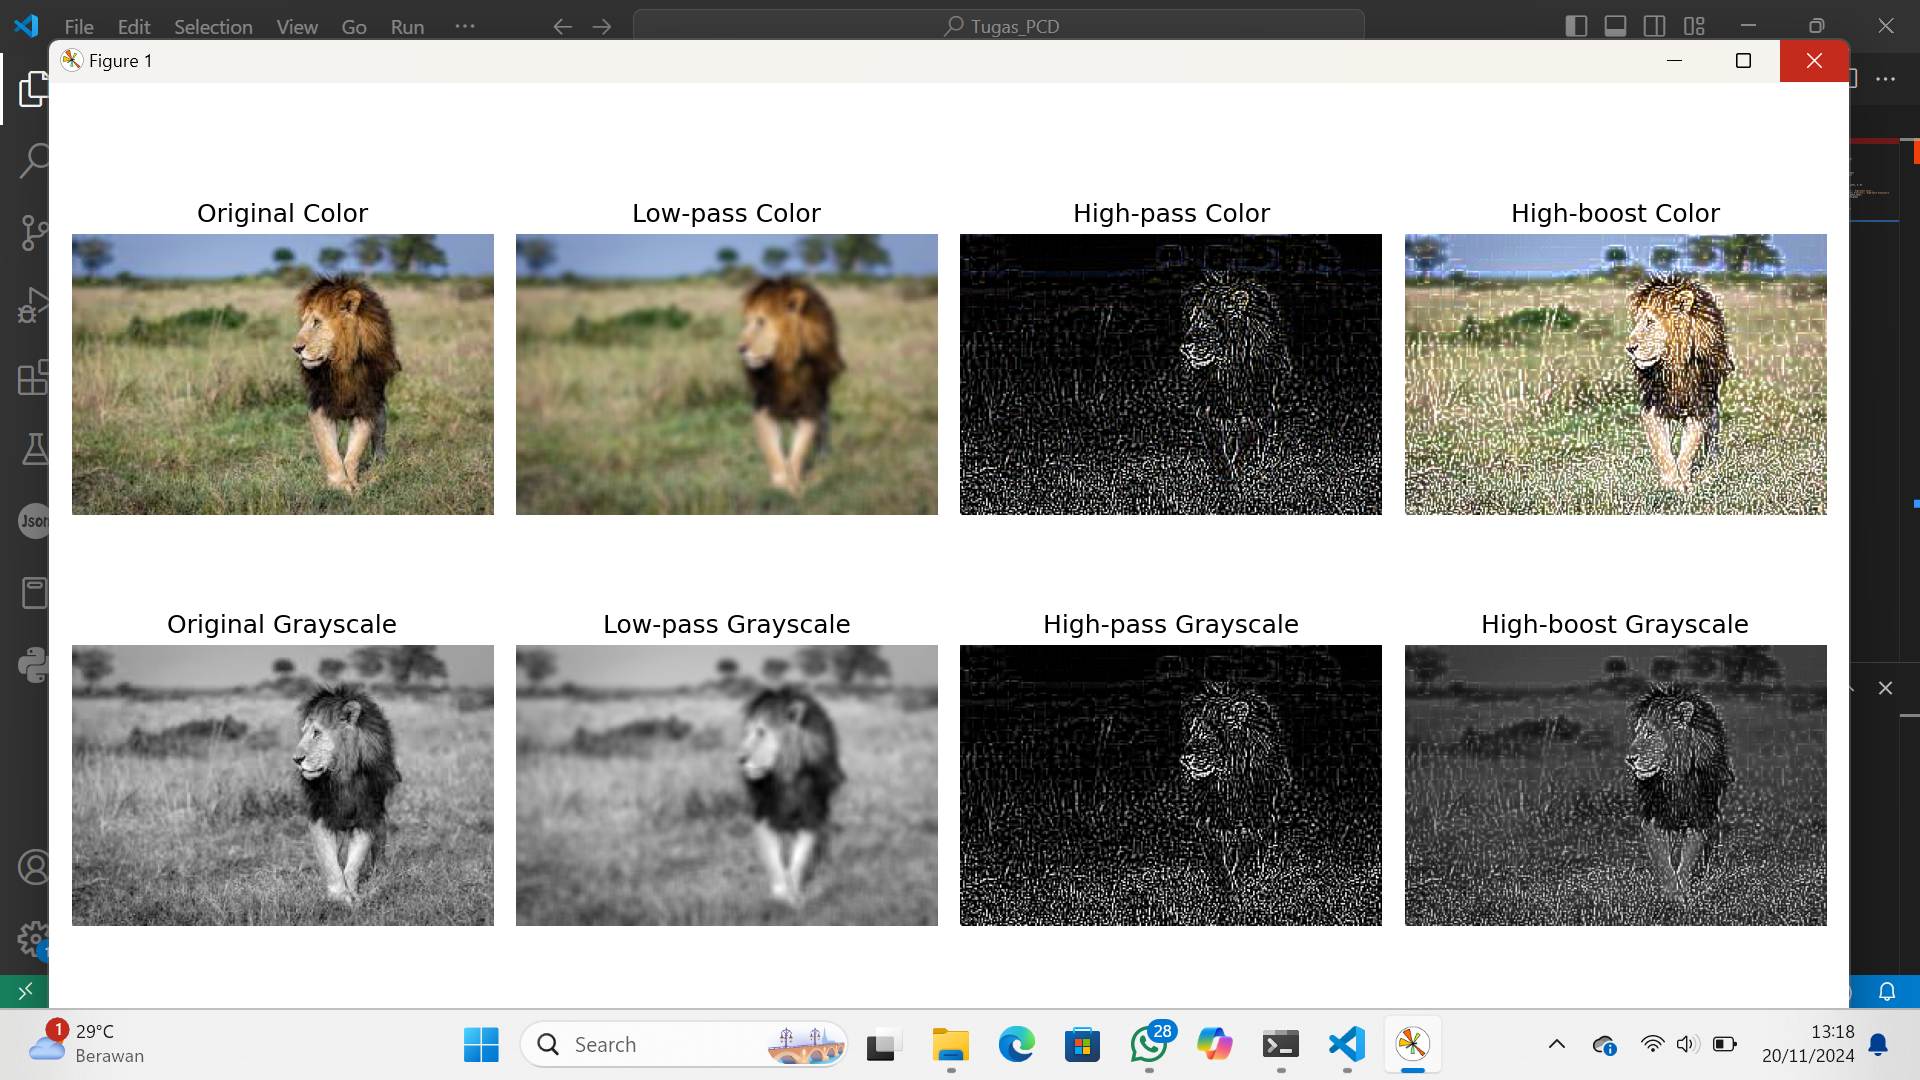 File Edit Selection View Go Run ···
Tugas_PCD
Figure 1
Original Color
Low-pass Color
High-pass Color
High-boost Color
Original Grayscale
Low-pass Grayscale
High-pass Grayscale
High-boost Grayscale
Json
1
29°C
Berawan
Search
28
13:18
20/11/2024